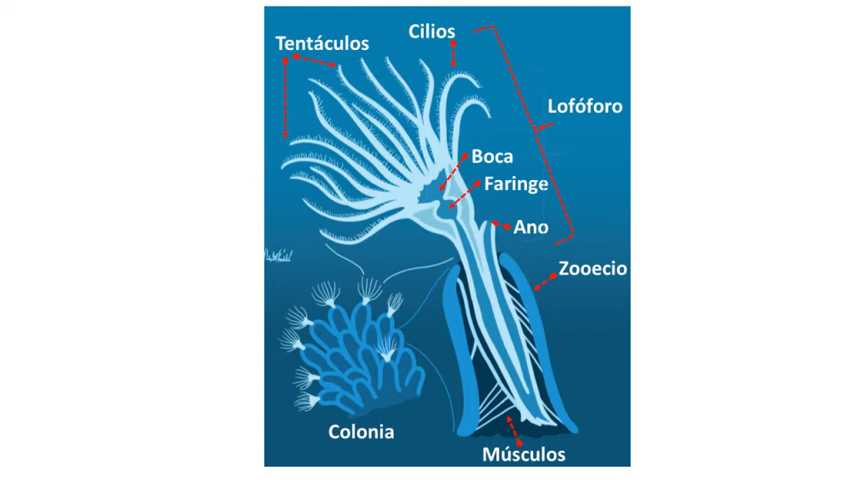 Cilios
Tentáculos
Lofóforo
Boca
Faringe
Ano
Zooecio
Colonia
Músculos